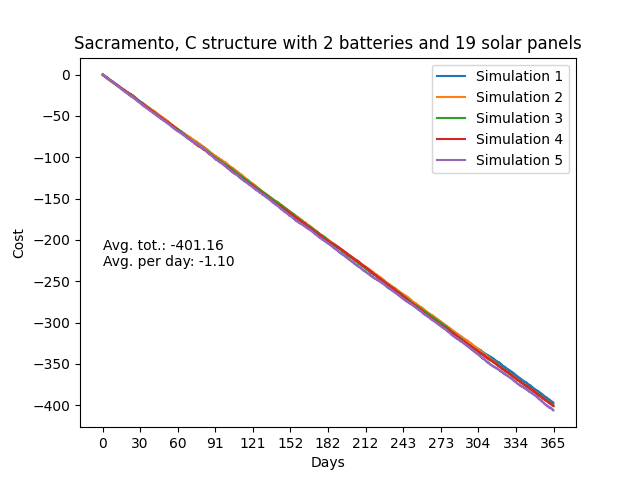 Sacramento, C structure with 2 batteries and 19 solar panels
Simulation 1
Simulation 2
Simulation 3
Simulation 4
Simulation 5
Avg. tot.: -401.16
Avg. per day: -1.10
Cost
0
−50
−100
−150
−200
−250
−300
−350
−400
0 30 60 91 121 152 182 212 243 273 304 334 365
Days